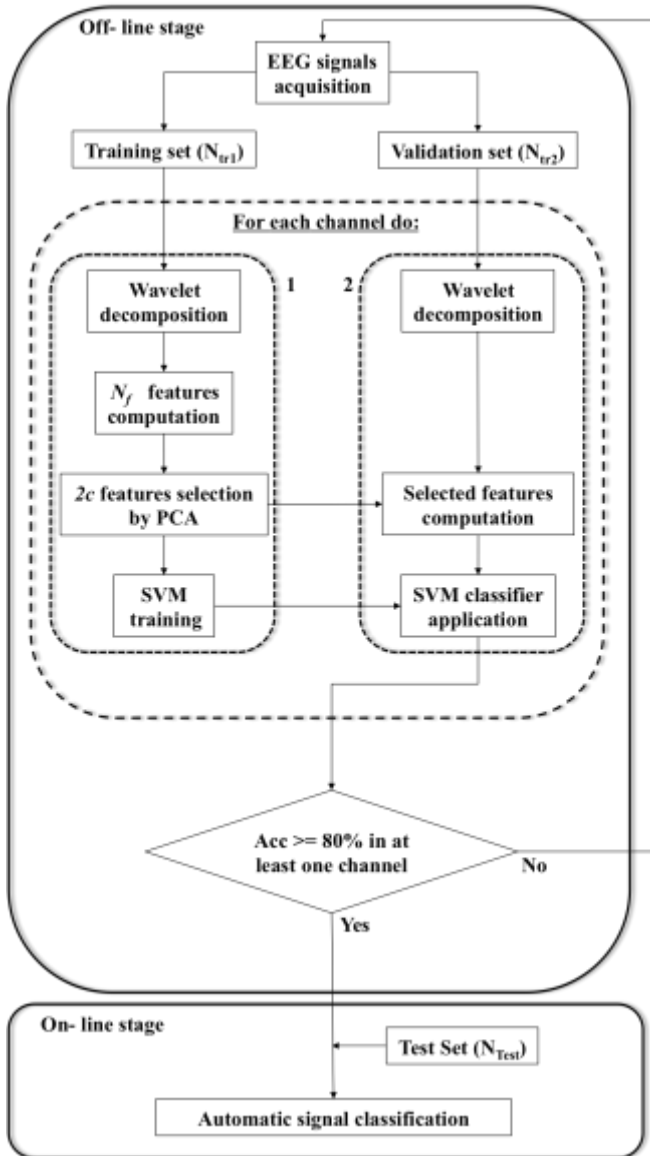 Off- line stage
EEG signals
acquisition
Training set (Ntr1)
Validation set (Ntr2)
For each channel do:
1
2
Wavelet
decomposition
Wavelet
decomposition
Nf features
computation
2c features selection
by PCA
Selected features
computation
SVM
training
SVM classifier
application
Acc >= 80% in at
least one channel
No
Yes
On- line stage
Test Set (NTest)
Automatic signal classification